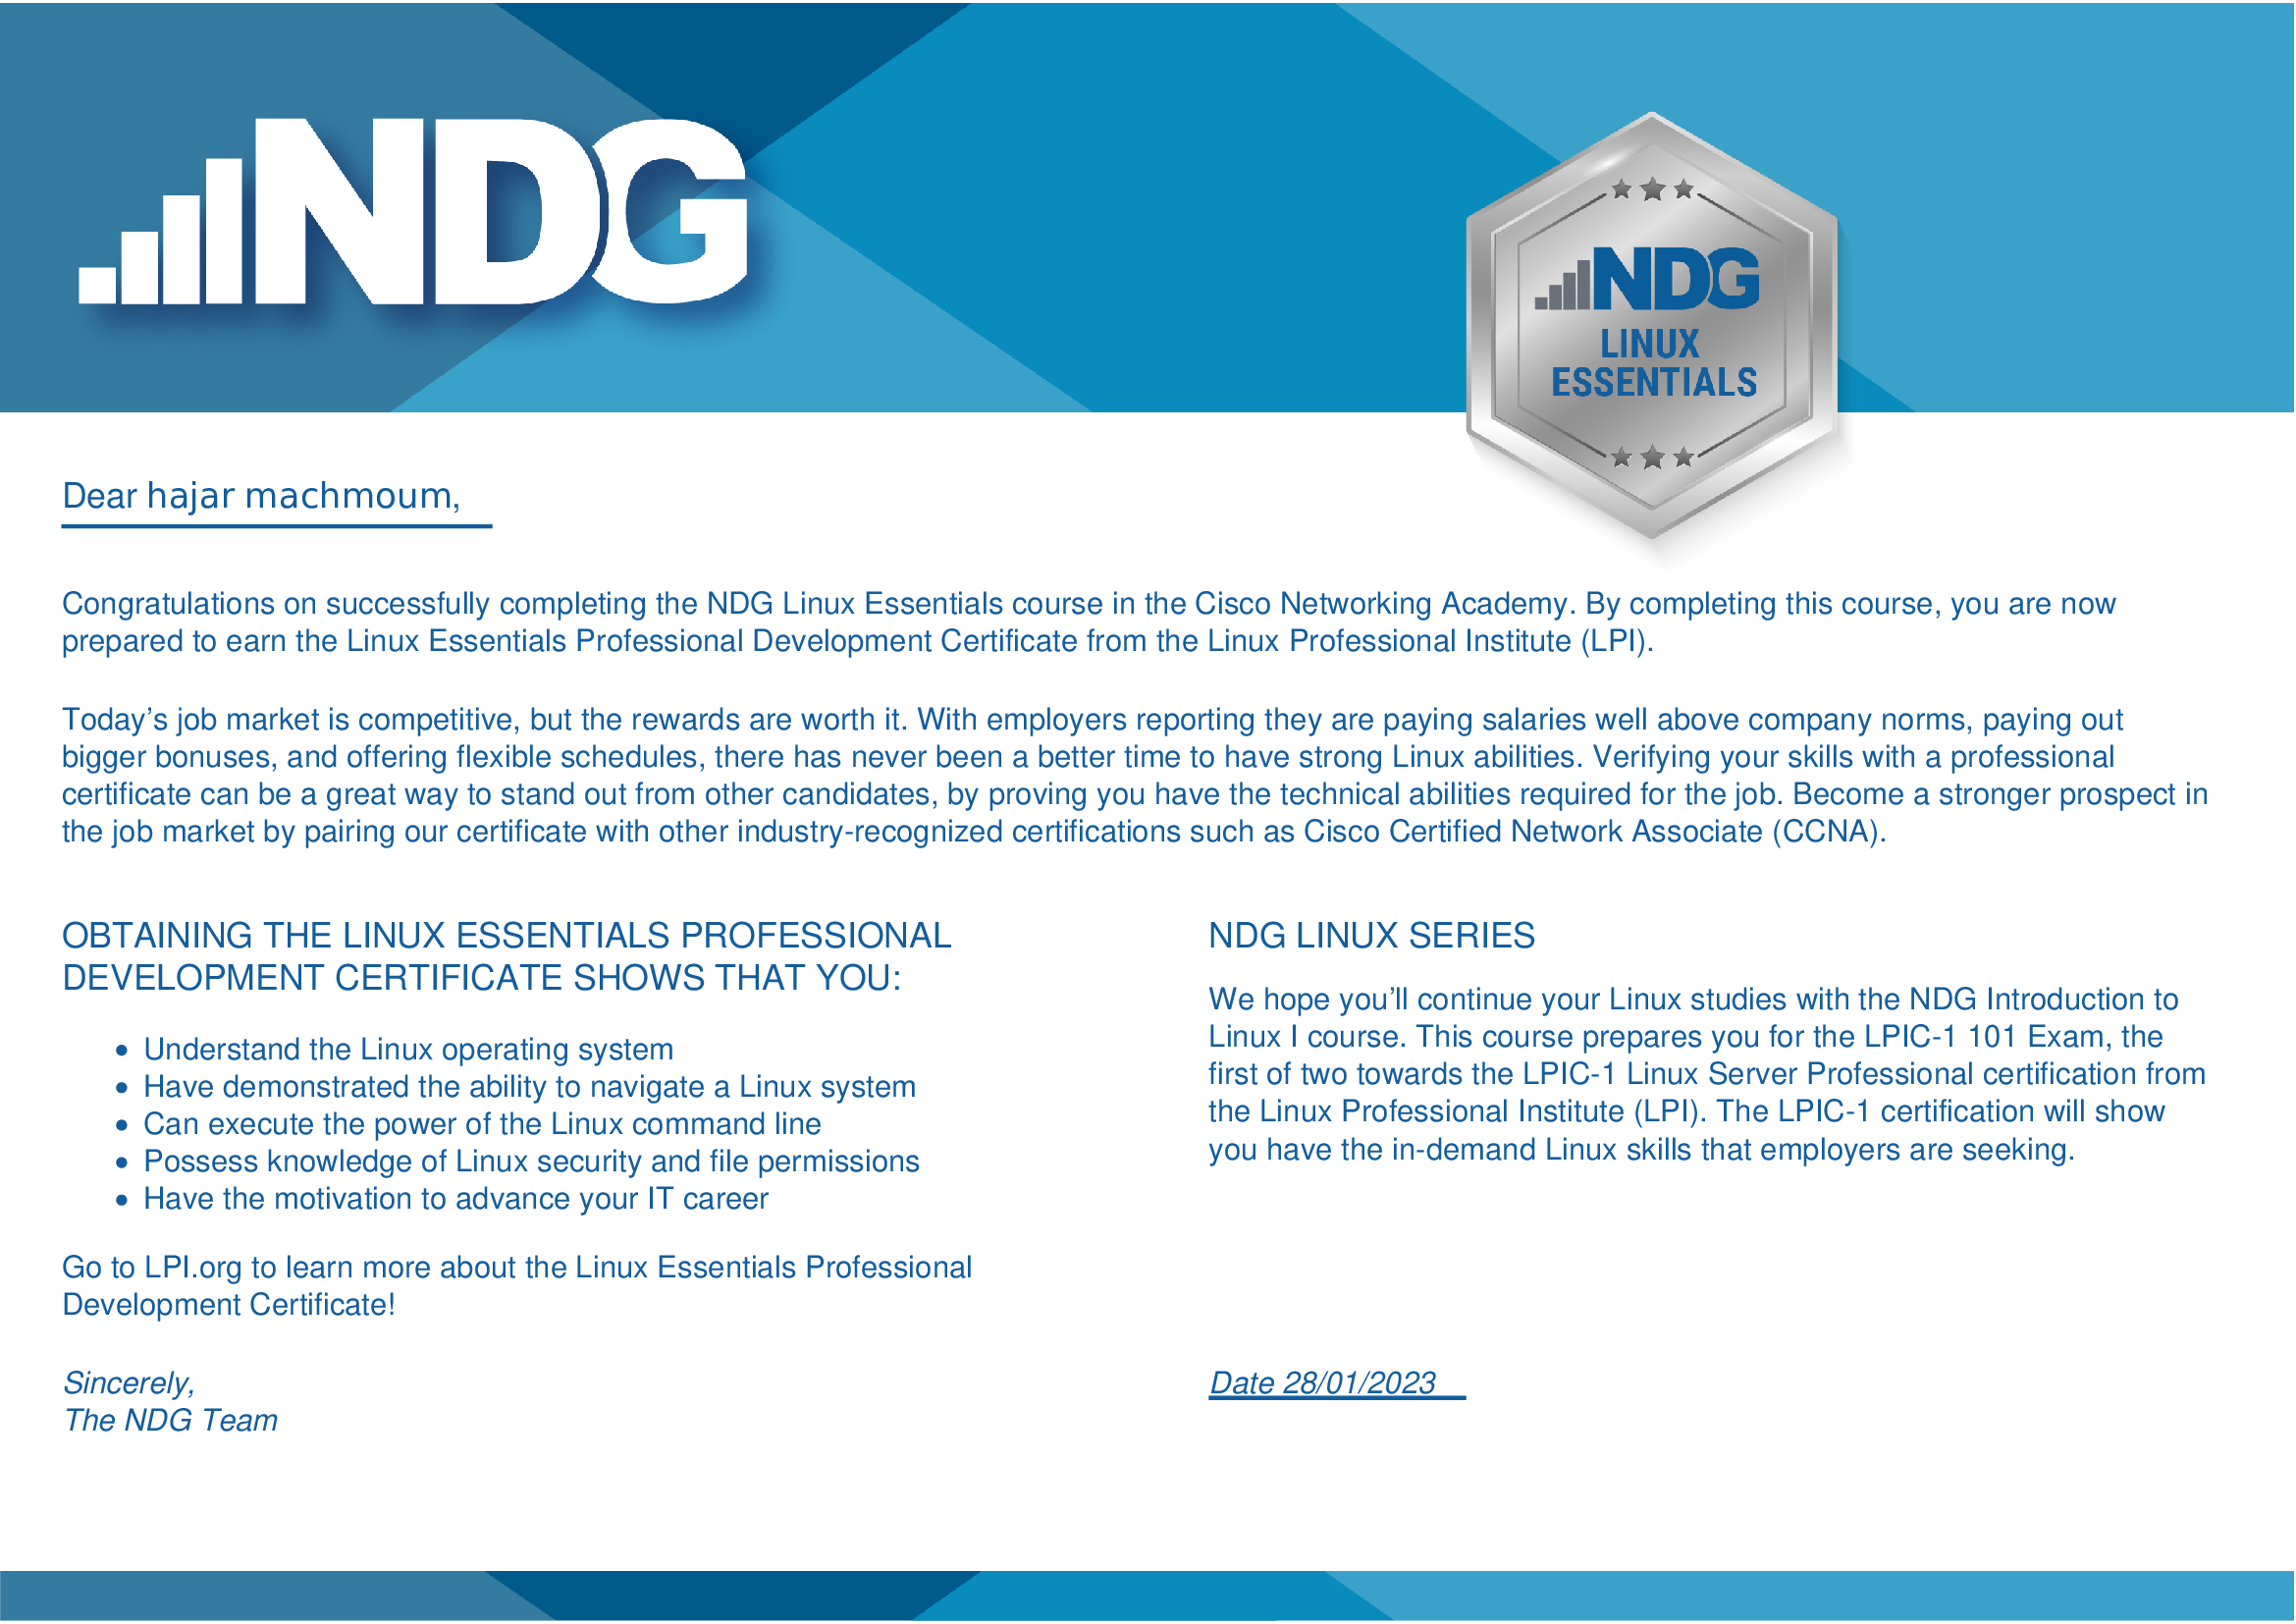 NDG
NDG
LINUX
ESSENTIALS
Dear hajar machmoum,
Congratulations on successfully completing the NDG Linux Essentials course in the Cisco Networking Academy. By completing this course, you are now
prepared to earn the Linux Essentials Professional Development Certificate from the Linux Professional Institute (LPI).
Today’s job market is competitive, but the rewards are worth it. With employers reporting they are paying salaries well above company norms, paying out
bigger bonuses, and offering flexible schedules, there has never been a better time to have strong Linux abilities. Verifying your skills with a professional
certificate can be a great way to stand out from other candidates, by proving you have the technical abilities required for the job. Become a stronger prospect in
the job market by pairing our certificate with other industry-recognized certifications such as Cisco Certified Network Associate (CCNA).
OBTAINING THE LINUX ESSENTIALS PROFESSIONAL
DEVELOPMENT CERTIFICATE SHOWS THAT YOU:
• Understand the Linux operating system
• Have demonstrated the ability to navigate a Linux system
• Can execute the power of the Linux command line
• Possess knowledge of Linux security and file permissions
• Have the motivation to advance your IT career
Go to LPI.org to learn more about the Linux Essentials Professional
Development Certificate!
Sincerely,
The NDG Team
NDG LINUX SERIES
We hope you’ll continue your Linux studies with the NDG Introduction to
Linux I course. This course prepares you for the LPIC-1 101 Exam, the
first of two towards the LPIC-1 Linux Server Professional certification from
the Linux Professional Institute (LPI). The LPIC-1 certification will show
you have the in-demand Linux skills that employers are seeking.
Date 28/01/2023